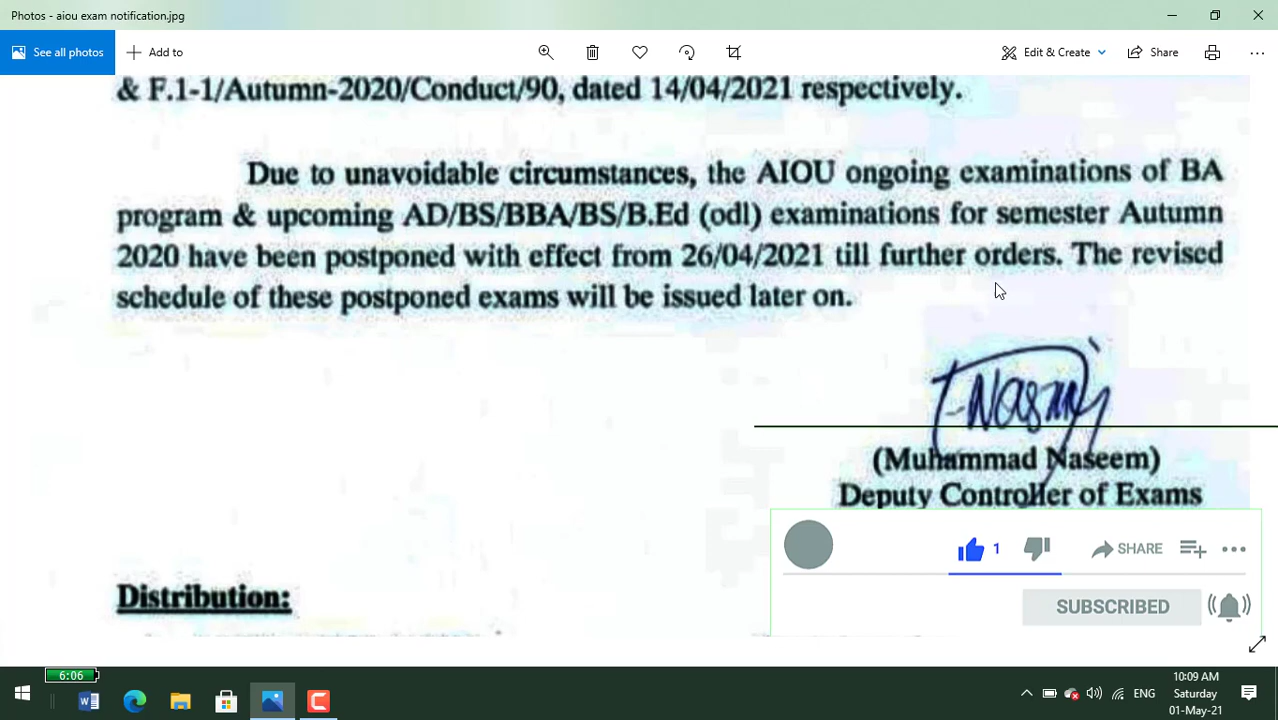 Photos - aiou exam notification.jpg
See all photos
Add to
Edit & Create
Share
& F.1-1/Autumn-2020/Conduct/90, dated 14/04/2021 respectively.
Due to unavoidable circumstances, the AIOU ongoing examinations of BA
program & upcoming AD/BS/BBA/BS/B.Ed (odl) examinations for semester Autumn
2020 have been postponed with effect from 26/04/2021 till further orders. The revised
schedule of these postponed exams will be issued later on.
(Muhammad Naseem)
Deputy Controller of Exams
1
SHARE
SUBSCRIBED
Distribution:
6:06
ENG
10:09 AM
Saturday
01-May-21